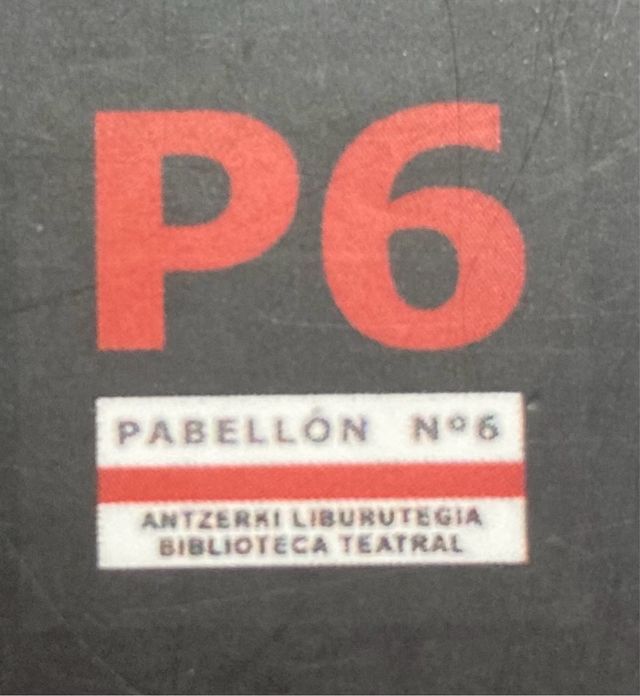 P6
PABELLÓN Nº6
ANTZERKI LIBURUTEGIA
BIBLIOTECA TEATRAL